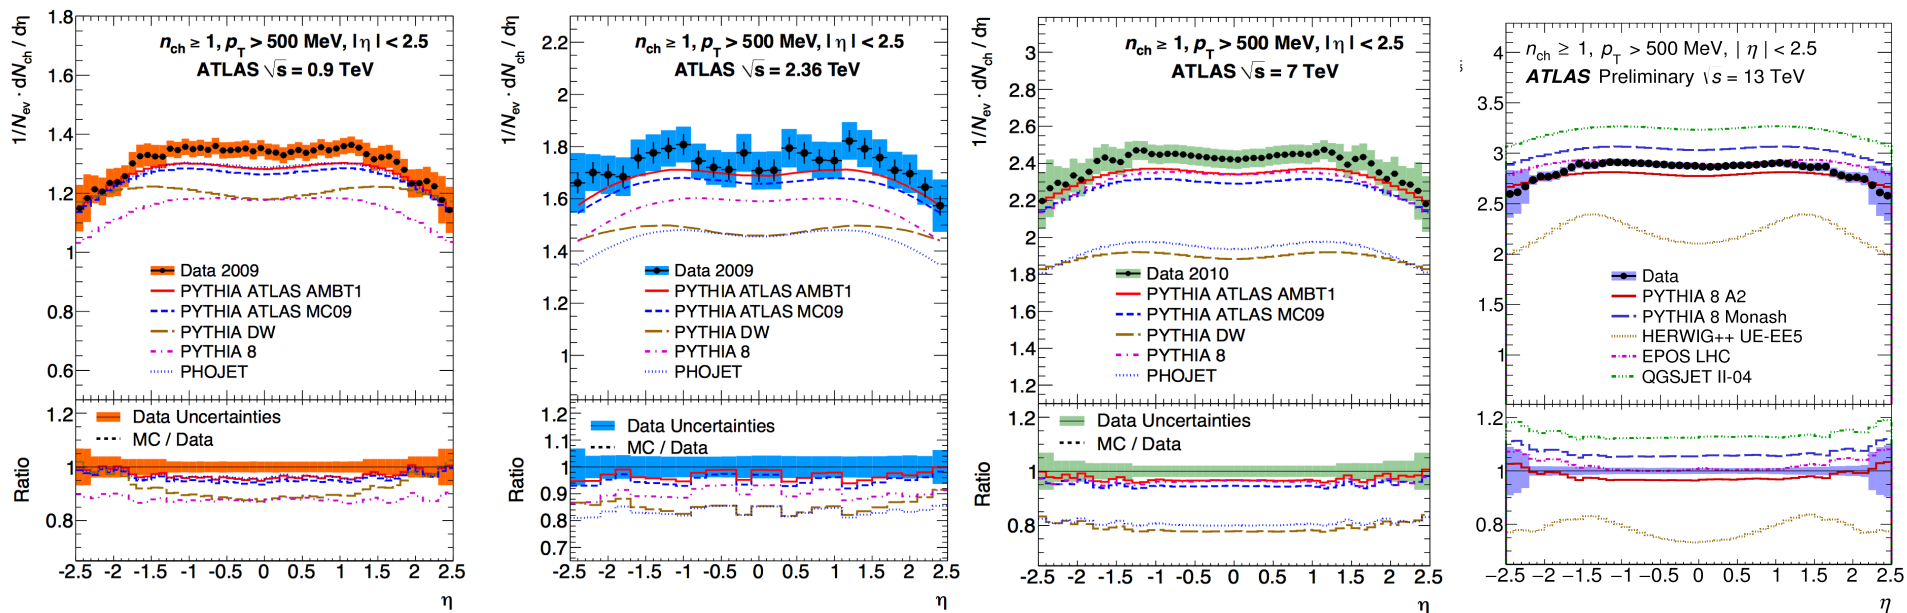 1/N_ev · dN_ch / dη
1.8
1.6
1.4
1.2
1
0.8
0.6
n_ch ≥ 1, p_T > 500 MeV, | η | < 2.5
ATLAS √s = 0.9 TeV
Data 2009
PYTHIA ATLAS AMBT1
PYTHIA ATLAS MC09
PYTHIA DW
PYTHIA 8
PHOJET
Ratio
1.2
1
0.8
Data Uncertainties
MC / Data
-2.5 -2 -1.5 -1 -0.5 0 0.5 1 1.5 2 2.5
η
1/N_ev · dN_ch / dη
2.2
2
1.8
1.6
1.4
1.2
1
n_ch ≥ 1, p_T > 500 MeV, | η | < 2.5
ATLAS √s = 2.36 TeV
Data 2009
PYTHIA ATLAS AMBT1
PYTHIA ATLAS MC09
PYTHIA DW
PYTHIA 8
PHOJET
Ratio
1.2
1.1
1
0.9
0.8
0.7
Data Uncertainties
MC / Data
-2.5 -2 -1.5 -1 -0.5 0 0.5 1 1.5 2 2.5
η
1/N_ev · dN_ch / dη
3
2.8
2.6
2.4
2.2
2
1.8
1.6
1.4
1.2
n_ch ≥ 1, p_T > 500 MeV, | η | < 2.5
ATLAS √s = 7 TeV
Data 2010
PYTHIA ATLAS AMBT1
PYTHIA ATLAS MC09
PYTHIA DW
PYTHIA 8
PHOJET
Ratio
1.2
1
0.8
Data Uncertainties
MC / Data
-2.5 -2 -1.5 -1 -0.5 0 0.5 1 1.5 2 2.5
η
4
3.5
3
2.5
2
1.5
1
n_ch ≥ 1, p_T > 500 MeV, | η | < 2.5
ATLAS Preliminary √s = 13 TeV
Data
PYTHIA 8 A2
PYTHIA 8 Monash
HERWIG++ UE-EE5
EPOS LHC
QGSJET II-04
1.2
1
0.8
−2.5 −2 −1.5 −1 −0.5 0 0.5 1 1.5 2 2.5
η